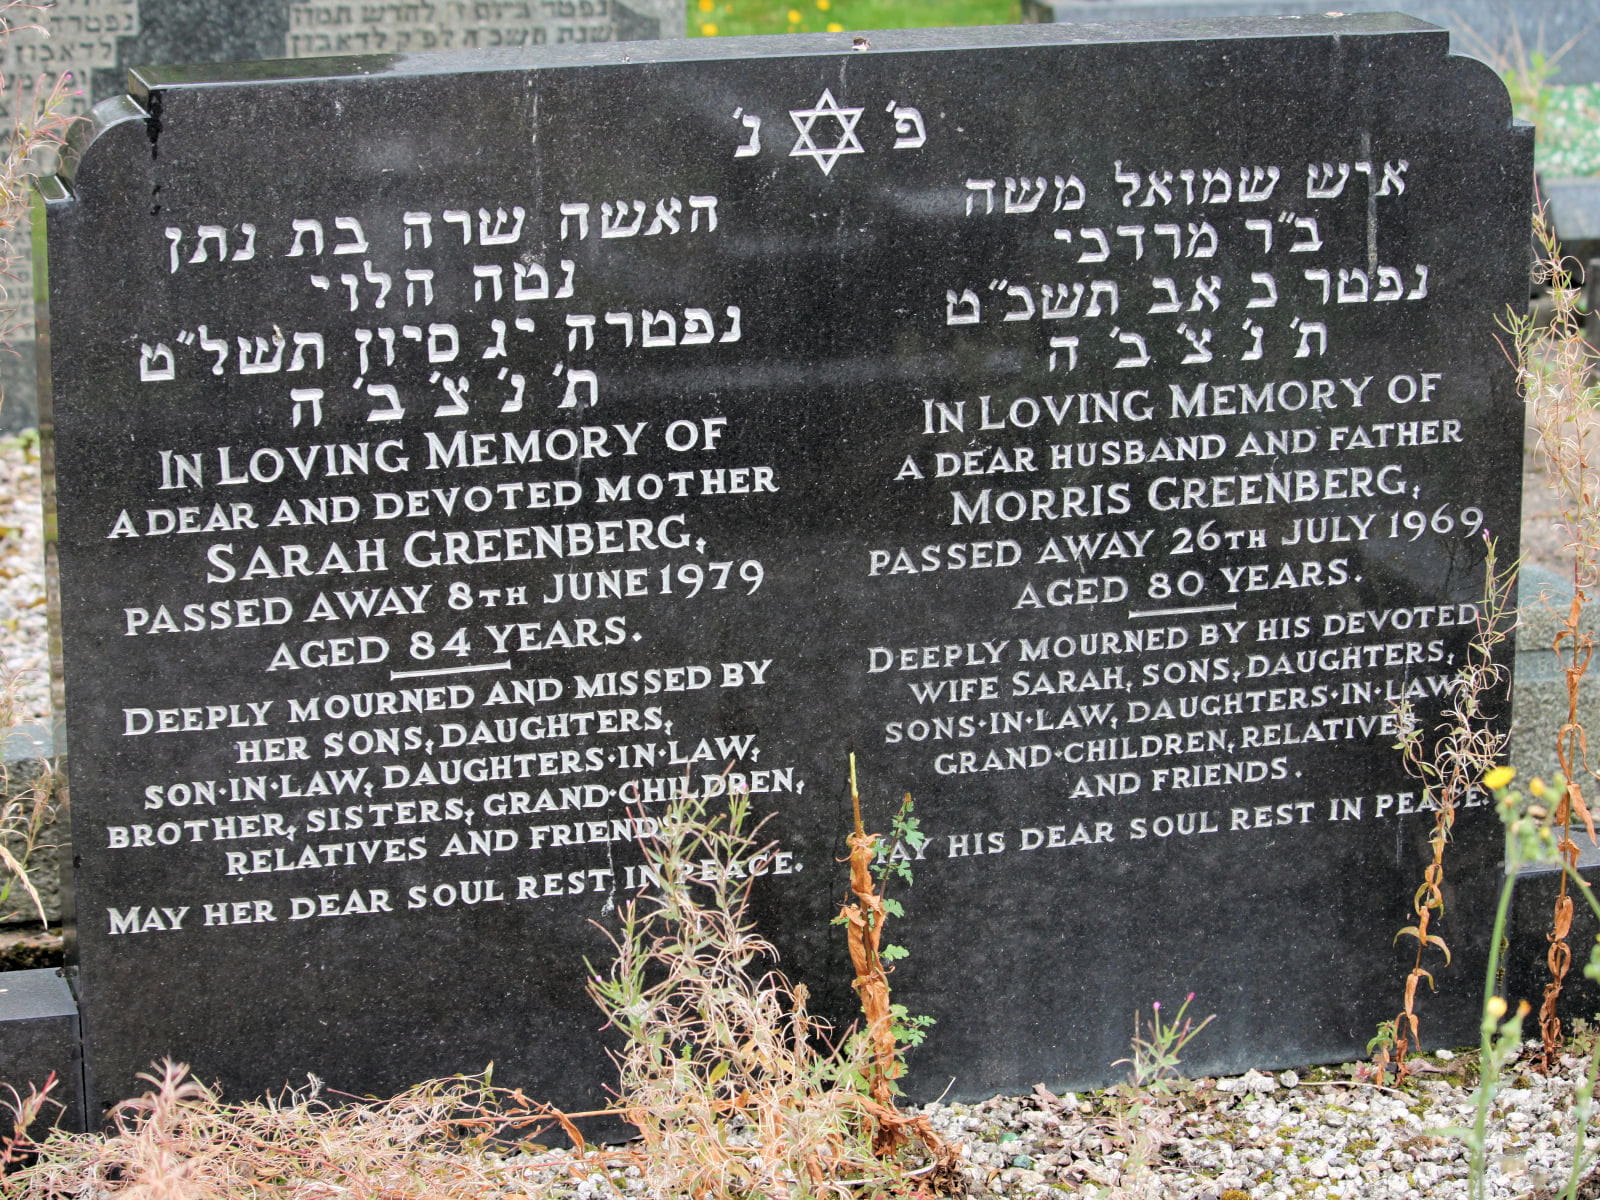 פ׳ נ׳
איש שמואל משה
ב״ר מרדכי
נפטר כ אב תשכ״ט
ת׳ נ׳ צ׳ ב׳ ה
IN LOVING MEMORY OF
A DEAR HUSBAND AND FATHER
MORRIS GREENBERG,
PASSED AWAY 26TH JULY 1969
AGED 80 YEARS.
DEEPLY MOURNED BY HIS DEVOTED
WIFE SARAH, SONS, DAUGHTERS,
SONS-IN-LAW, DAUGHTERS-IN-LAW
GRAND-CHILDREN, RELATIVES
AND FRIENDS.
MAY HIS DEAR SOUL REST IN PEACE.
האשה שרה בת נתן
נטה הלוי
נפטרה יג סיון תשל״ט
ת׳ נ׳ צ׳ ב׳ ה
IN LOVING MEMORY OF
A DEAR AND DEVOTED MOTHER
SARAH GREENBERG,
PASSED AWAY 8TH JUNE 1979
AGED 84 YEARS.
DEEPLY MOURNED AND MISSED BY
HER SONS, DAUGHTERS,
SON-IN-LAW, DAUGHTERS-IN-LAW,
BROTHER, SISTERS, GRAND-CHILDREN,
RELATIVES AND FRIENDS
MAY HER DEAR SOUL REST IN PEACE.